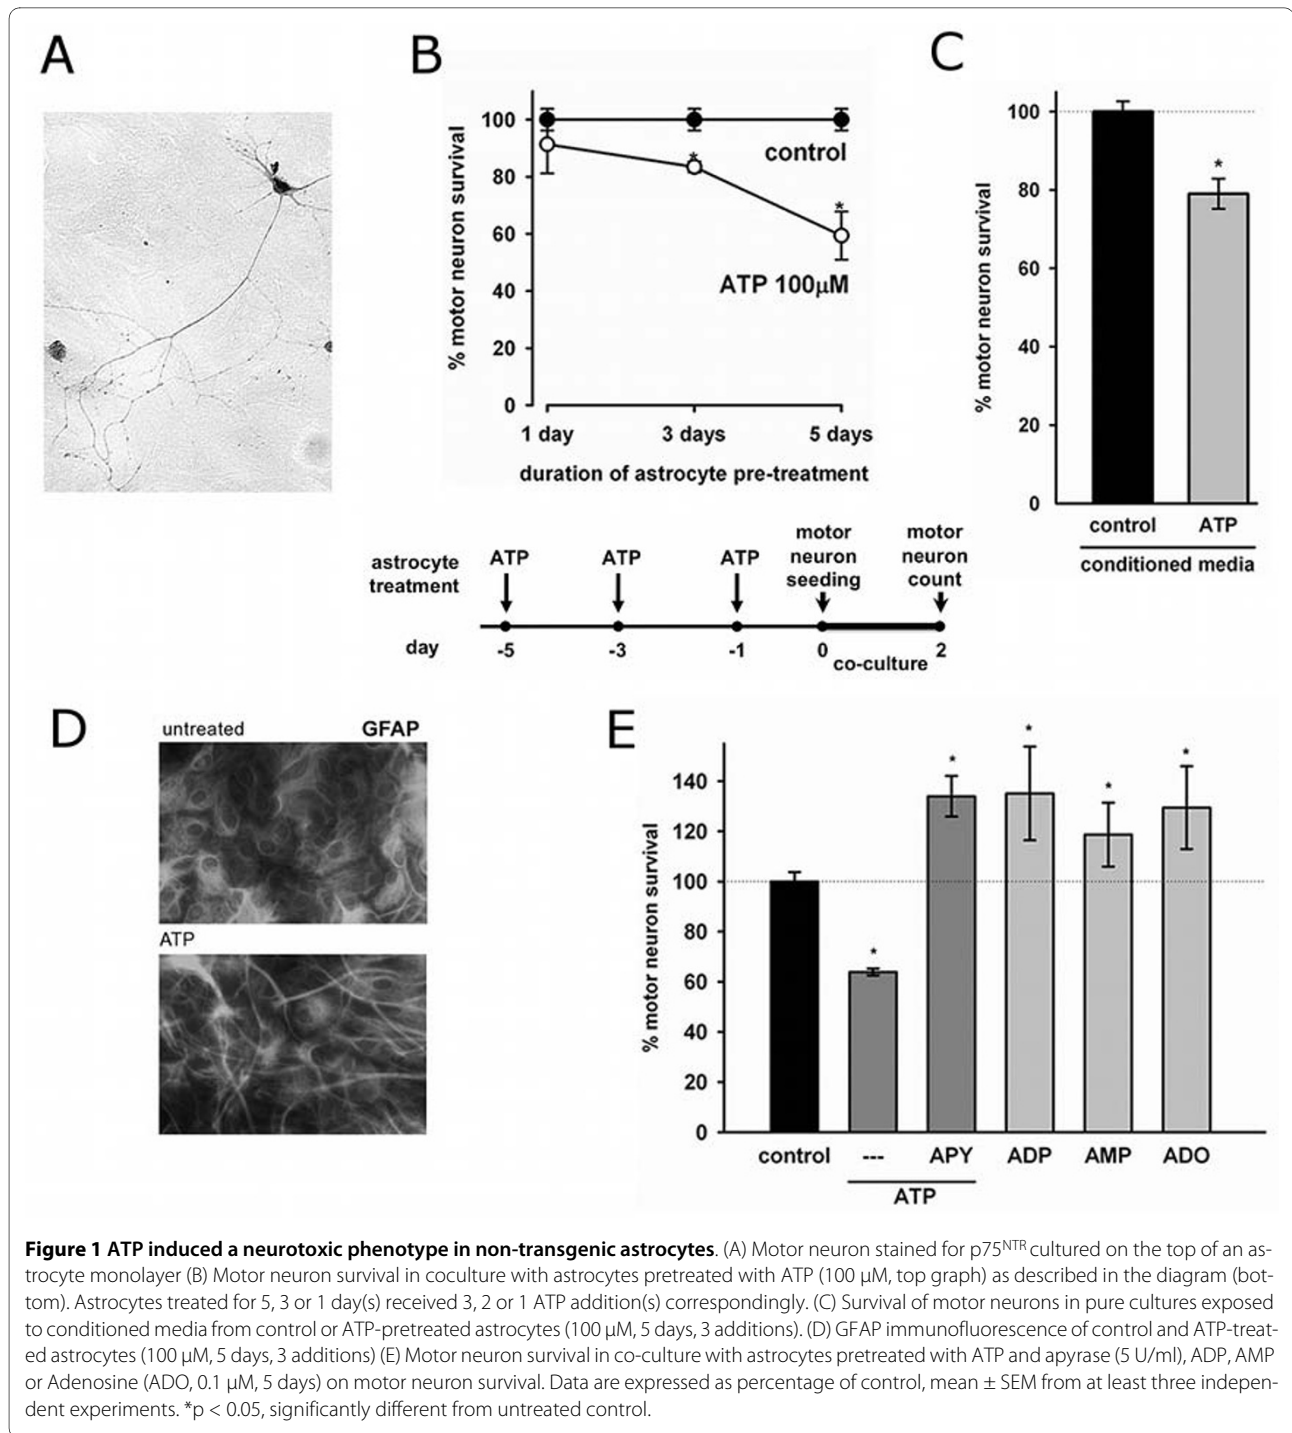 A
B
C
100
80
60
40
20
0
% motor neuron survival
*
*
control
ATP 100µM
1 day 3 days 5 days
duration of astrocyte pre-treatment
100
80
60
40
20
0
% motor neuron survival
*
control ATP
conditioned media
astrocyte
treatment
ATP ATP ATP
motor
neuron
seeding
motor
neuron
count
day -5 -3 -1 0 2
co-culture
D
untreated GFAP
ATP
E
140
120
100
80
60
40
20
0
% motor neuron survival
* * * * *
control --- APY ADP AMP ADO
ATP
Figure 1 ATP induced a neurotoxic phenotype in non-transgenic astrocytes. (A) Motor neuron stained for p75NTR cultured on the top of an as-
trocyte monolayer (B) Motor neuron survival in coculture with astrocytes pretreated with ATP (100 µM, top graph) as described in the diagram (bot-
tom). Astrocytes treated for 5, 3 or 1 day(s) received 3, 2 or 1 ATP addition(s) correspondingly. (C) Survival of motor neurons in pure cultures exposed
to conditioned media from control or ATP-pretreated astrocytes (100 µM, 5 days, 3 additions). (D) GFAP immunofluorescence of control and ATP-treat-
ed astrocytes (100 µM, 5 days, 3 additions) (E) Motor neuron survival in co-culture with astrocytes pretreated with ATP and apyrase (5 U/ml), ADP, AMP
or Adenosine (ADO, 0.1 µM, 5 days) on motor neuron survival. Data are expressed as percentage of control, mean ± SEM from at least three indepen-
dent experiments. *p < 0.05, significantly different from untreated control.